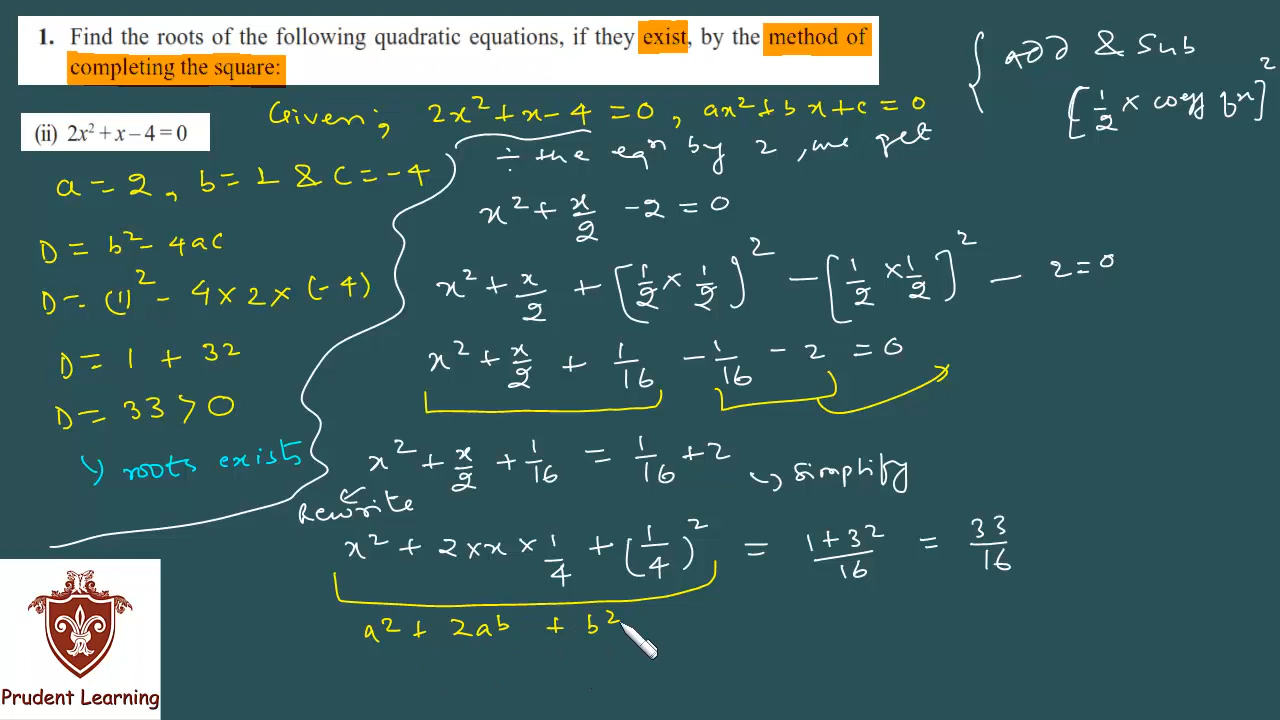 1. Find the roots of the following quadratic equations, if they exist, by the method of
completing the square:
(ii) 2x² + x – 4 = 0
{ add & sub
[1/2 × coeff of x]²
Given; 2x² + x - 4 = 0, ax² + bx + c = 0
a = 2, b = 1 & c = -4
D = b² - 4ac
D = (1)² - 4 × 2 × (-4)
D = 1 + 32
D = 33 > 0
roots exists
÷ the eqn by 2, we get
x² + x/2 - 2 = 0
x² + x/2 + [1/2 × 1/2]² - [1/2 × 1/2]² - 2 = 0
x² + x/2 + 1/16 - 1/16 - 2 = 0
x² + x/2 + 1/16 = 1/16 + 2
simplify
Rewrite
x² + 2 × x × 1/4 + (1/4)² = 1 + 32/16 = 33/16
a² + 2ab + b²
Prudent Learning